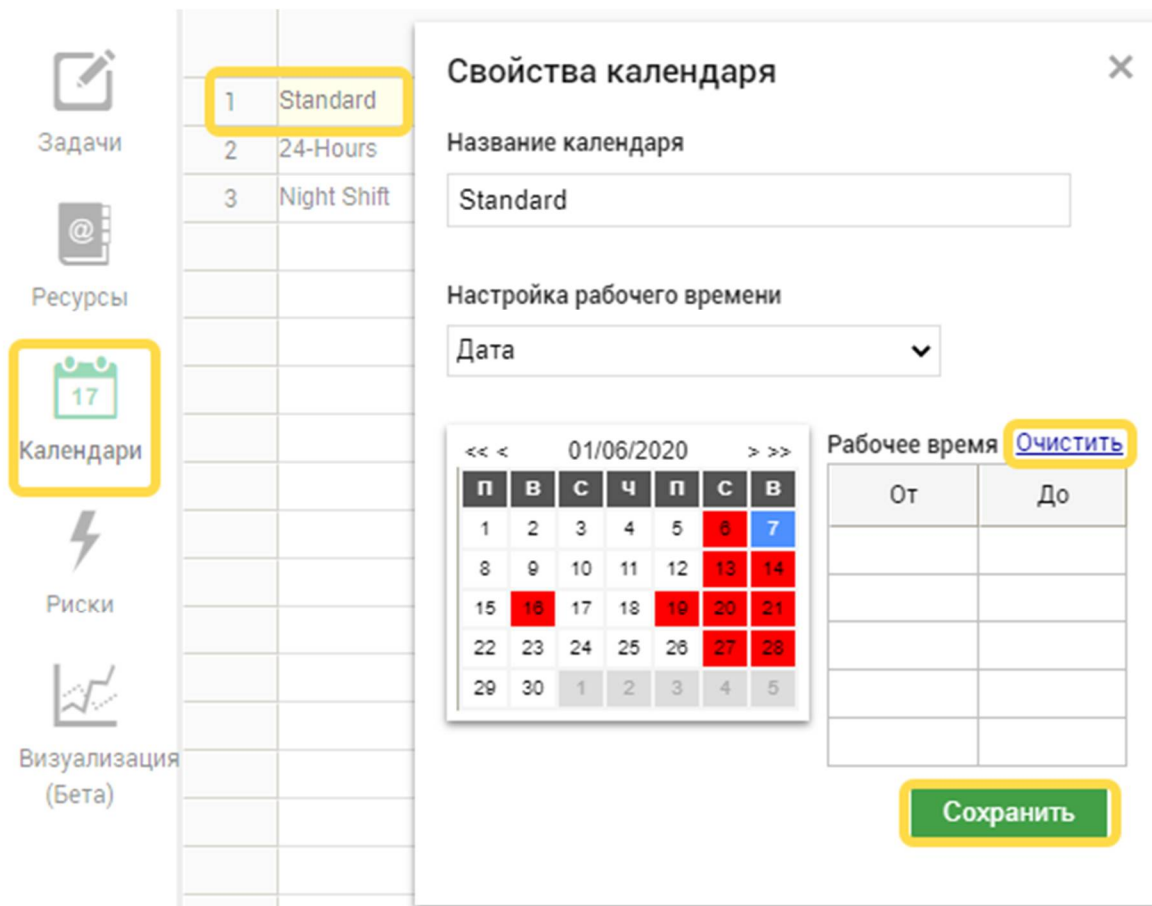 Задачи
@
Ресурсы
17
Календари
Риски
Визуализация
(Бета)
1 Standard
2 24-Hours
3 Night Shift
Свойства календаря ×
Название календаря
Standard
Настройка рабочего времени
Дата
<< < 01/06/2020 > >>
П В С Ч П С В
1 2 3 4 5 6 7
8 9 10 11 12 13 14
15 16 17 18 19 20 21
22 23 24 25 26 27 28
29 30 1 2 3 4 5
Рабочее время Очистить
От До
Сохранить